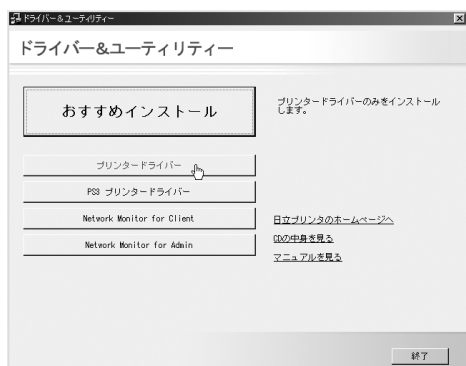 ドライバー&ユーティリティー
ドライバー&ユーティリティー
おすすめインストール
プリンタードライバーのみをインストール
します。
プリンタードライバー
PS3 プリンタードライバー
Network Monitor for Client
Network Monitor for Admin
日立プリンタのホームページへ
CDの中身を見る
マニュアルを見る
終了